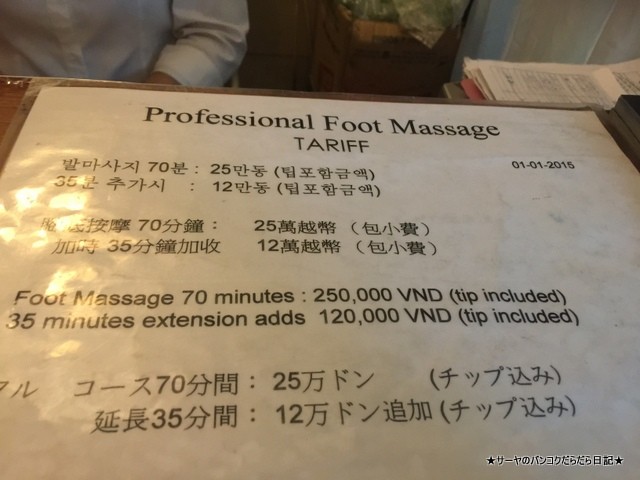 Professional Foot Massage
TARIFF
01-01-2015
발마사지 70분 : 25만동 (팁포함금액)
35분 추가시 : 12만동 (팁포함금액)
按摩 70分鐘： 25萬越幣 （包小費）
加時 35分鐘加收 12萬越幣 （包小費）
Foot Massage 70 minutes : 250,000 VND (tip included)
35 minutes extension adds 120,000 VND (tip included)
フル コース70分間： 25万ドン (チップ込み)
延長35分間： 12万ドン追加 (チップ込み)
★サーヤのバンコクだらだら日記★